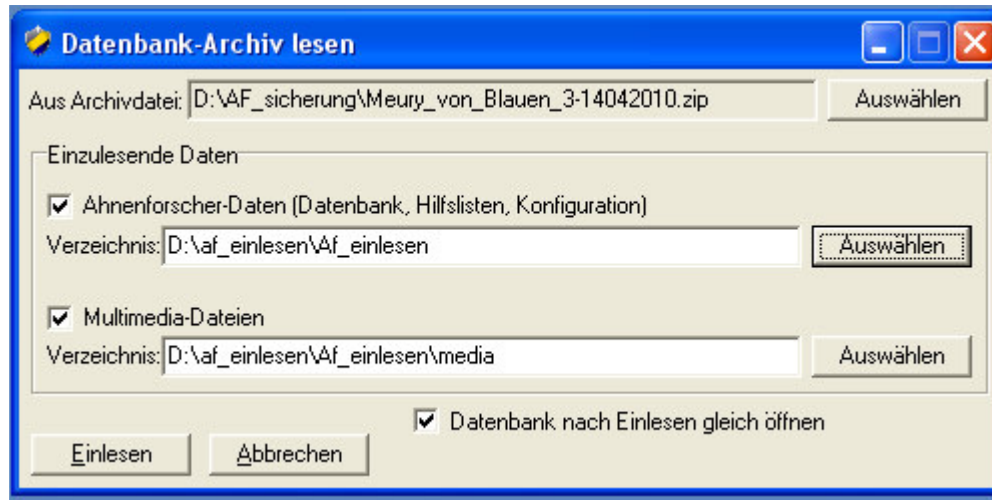 Datenbank-Archiv lesen
Aus Archivdatei: D:\AF_sicherung\Meury_von_Blauen_3-14042010.zip Auswählen
Einzulesende Daten
Ahnenforscher-Daten (Datenbank, Hilfslisten, Konfiguration)
Verzeichnis: D:\af_einlesen\Af_einlesen Auswählen
Multimedia-Dateien
Verzeichnis: D:\af_einlesen\Af_einlesen\media Auswählen
Datenbank nach Einlesen gleich öffnen
Einlesen Abbrechen